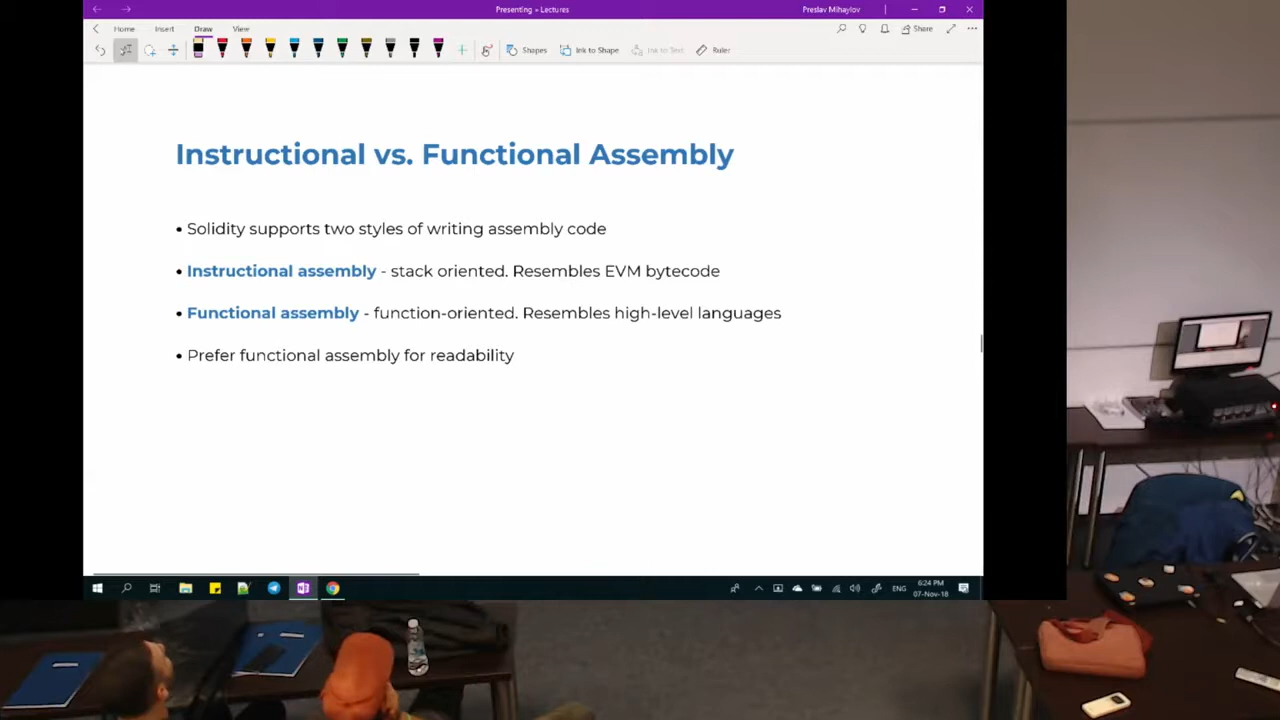 Presenting » Lectures
Preslav Mihaylov
Home Insert Draw View
Share
Shapes Ink to Shape Ink to Text Ruler
Instructional vs. Functional Assembly
• Solidity supports two styles of writing assembly code
• Instructional assembly - stack oriented. Resembles EVM bytecode
• Functional assembly - function-oriented. Resembles high-level languages
• Prefer functional assembly for readability
ENG
6:24 PM
07-Nov-18